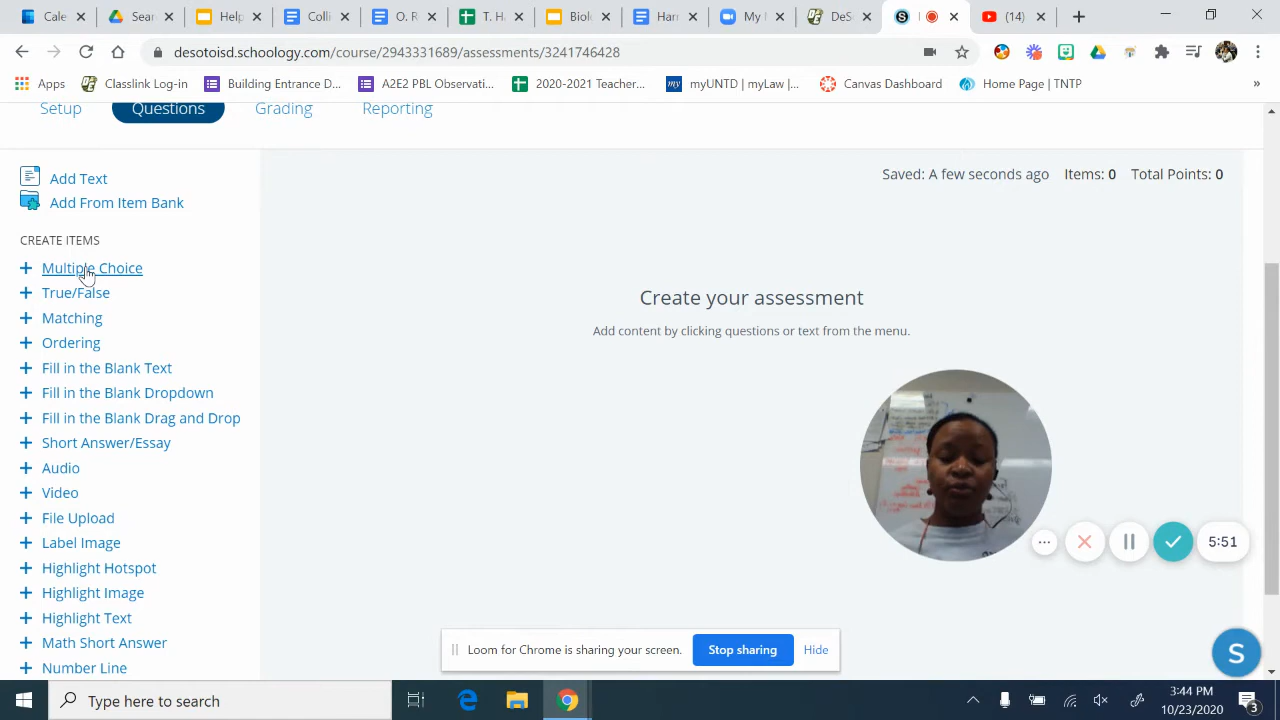 Cale
Sear
Help
Colli
O. R
T. Ha
Biolo
Harr
My I
DeS
(14)
desotoisd.schoology.com/course/2943331689/assessments/3241746428
Apps
Classlink Log-in
Building Entrance D...
A2E2 PBL Observati...
2020-2021 Teacher...
my
myUNTD | myLaw |...
Canvas Dashboard
Home Page | TNTP
»
Setup
Questions
Grading
Reporting
Add Text
Add From Item Bank
Saved: A few seconds ago Items: 0 Total Points: 0
CREATE ITEMS
+ Multiple Choice
+ True/False
+ Matching
+ Ordering
+ Fill in the Blank Text
+ Fill in the Blank Dropdown
+ Fill in the Blank Drag and Drop
+ Short Answer/Essay
+ Audio
+ Video
+ File Upload
+ Label Image
+ Highlight Hotspot
+ Highlight Image
+ Highlight Text
+ Math Short Answer
+ Number Line
Create your assessment
Add content by clicking questions or text from the menu.
5:51
Loom for Chrome is sharing your screen.
Stop sharing
Hide
S
Type here to search
3:44 PM
10/23/2020
3